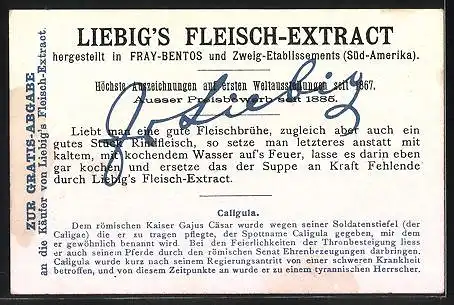 LIEBIG'S FLEISCH-EXTRACT
hergestellt in FRAY-BENTOS und Zweig-Etablissements (Süd-Amerika).
Höchste Auszeichnungen auf ersten Weltausstellungen seit 1867.
Ausser Preisbewerb seit 1885.
J v Liebig
Liebt man eine gute Fleischbrühe, zugleich aber auch ein
gutes Stück Rindfleisch, so setze man letzteres anstatt mit
kaltem, mit kochendem Wasser auf's Feuer, lasse es darin eben
gar kochen und ersetze das der Suppe an Kraft Fehlende
durch Liebig's Fleisch-Extract.
Caligula.
Dem römischen Kaiser Gajus Cäsar wurde wegen seiner Soldatenstiefel (der
Caligae) die er zu tragen pflegte, der Spottname Caligula gegeben, mit dem
er gewöhnlich benannt wird. Bei den Feierlichkeiten der Thronbesteigung liess
er auch seinem Pferde durch den römischen Senat Ehrenbezeugungen darbringen.
Caligula wurde kurz nach seinem Regierungsantritt von einer schweren Krankheit
betroffen, und von diesem Zeitpunkte an wurde er zu einem tyrannischen Herrscher.
ZUR GRATIS-ABGABE
an die Käufer von Liebig's Fleisch-Extract.